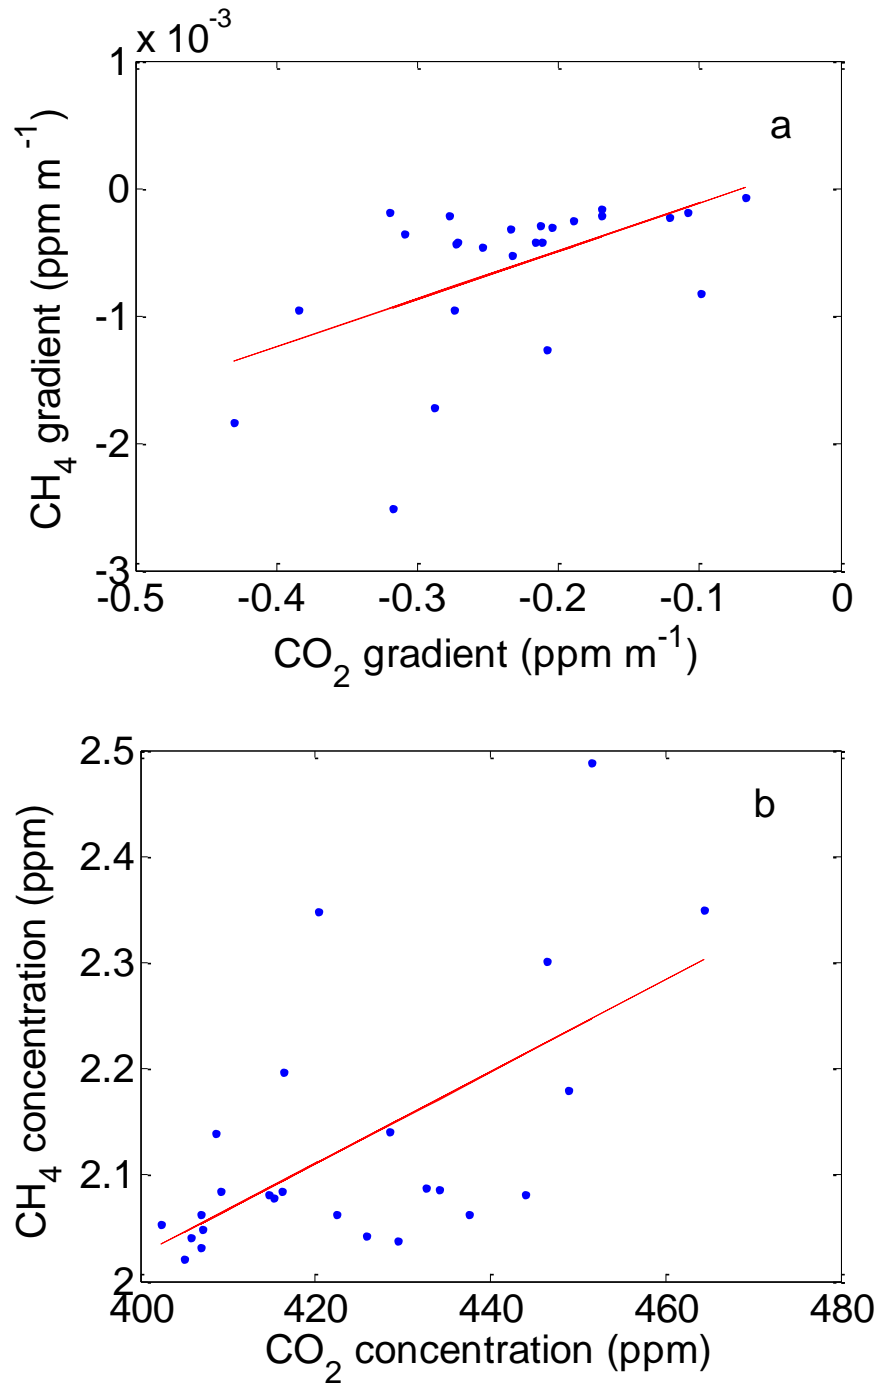 x 10⁻³
1
a
0
-1
-2
-3
CH₄ gradient (ppm m⁻¹)
-0.5 -0.4 -0.3 -0.2 -0.1 0
CO₂ gradient (ppm m⁻¹)
2.5
b
2.4
2.3
2.2
2.1
2
CH₄ concentration (ppm)
400 420 440 460 480
CO₂ concentration (ppm)